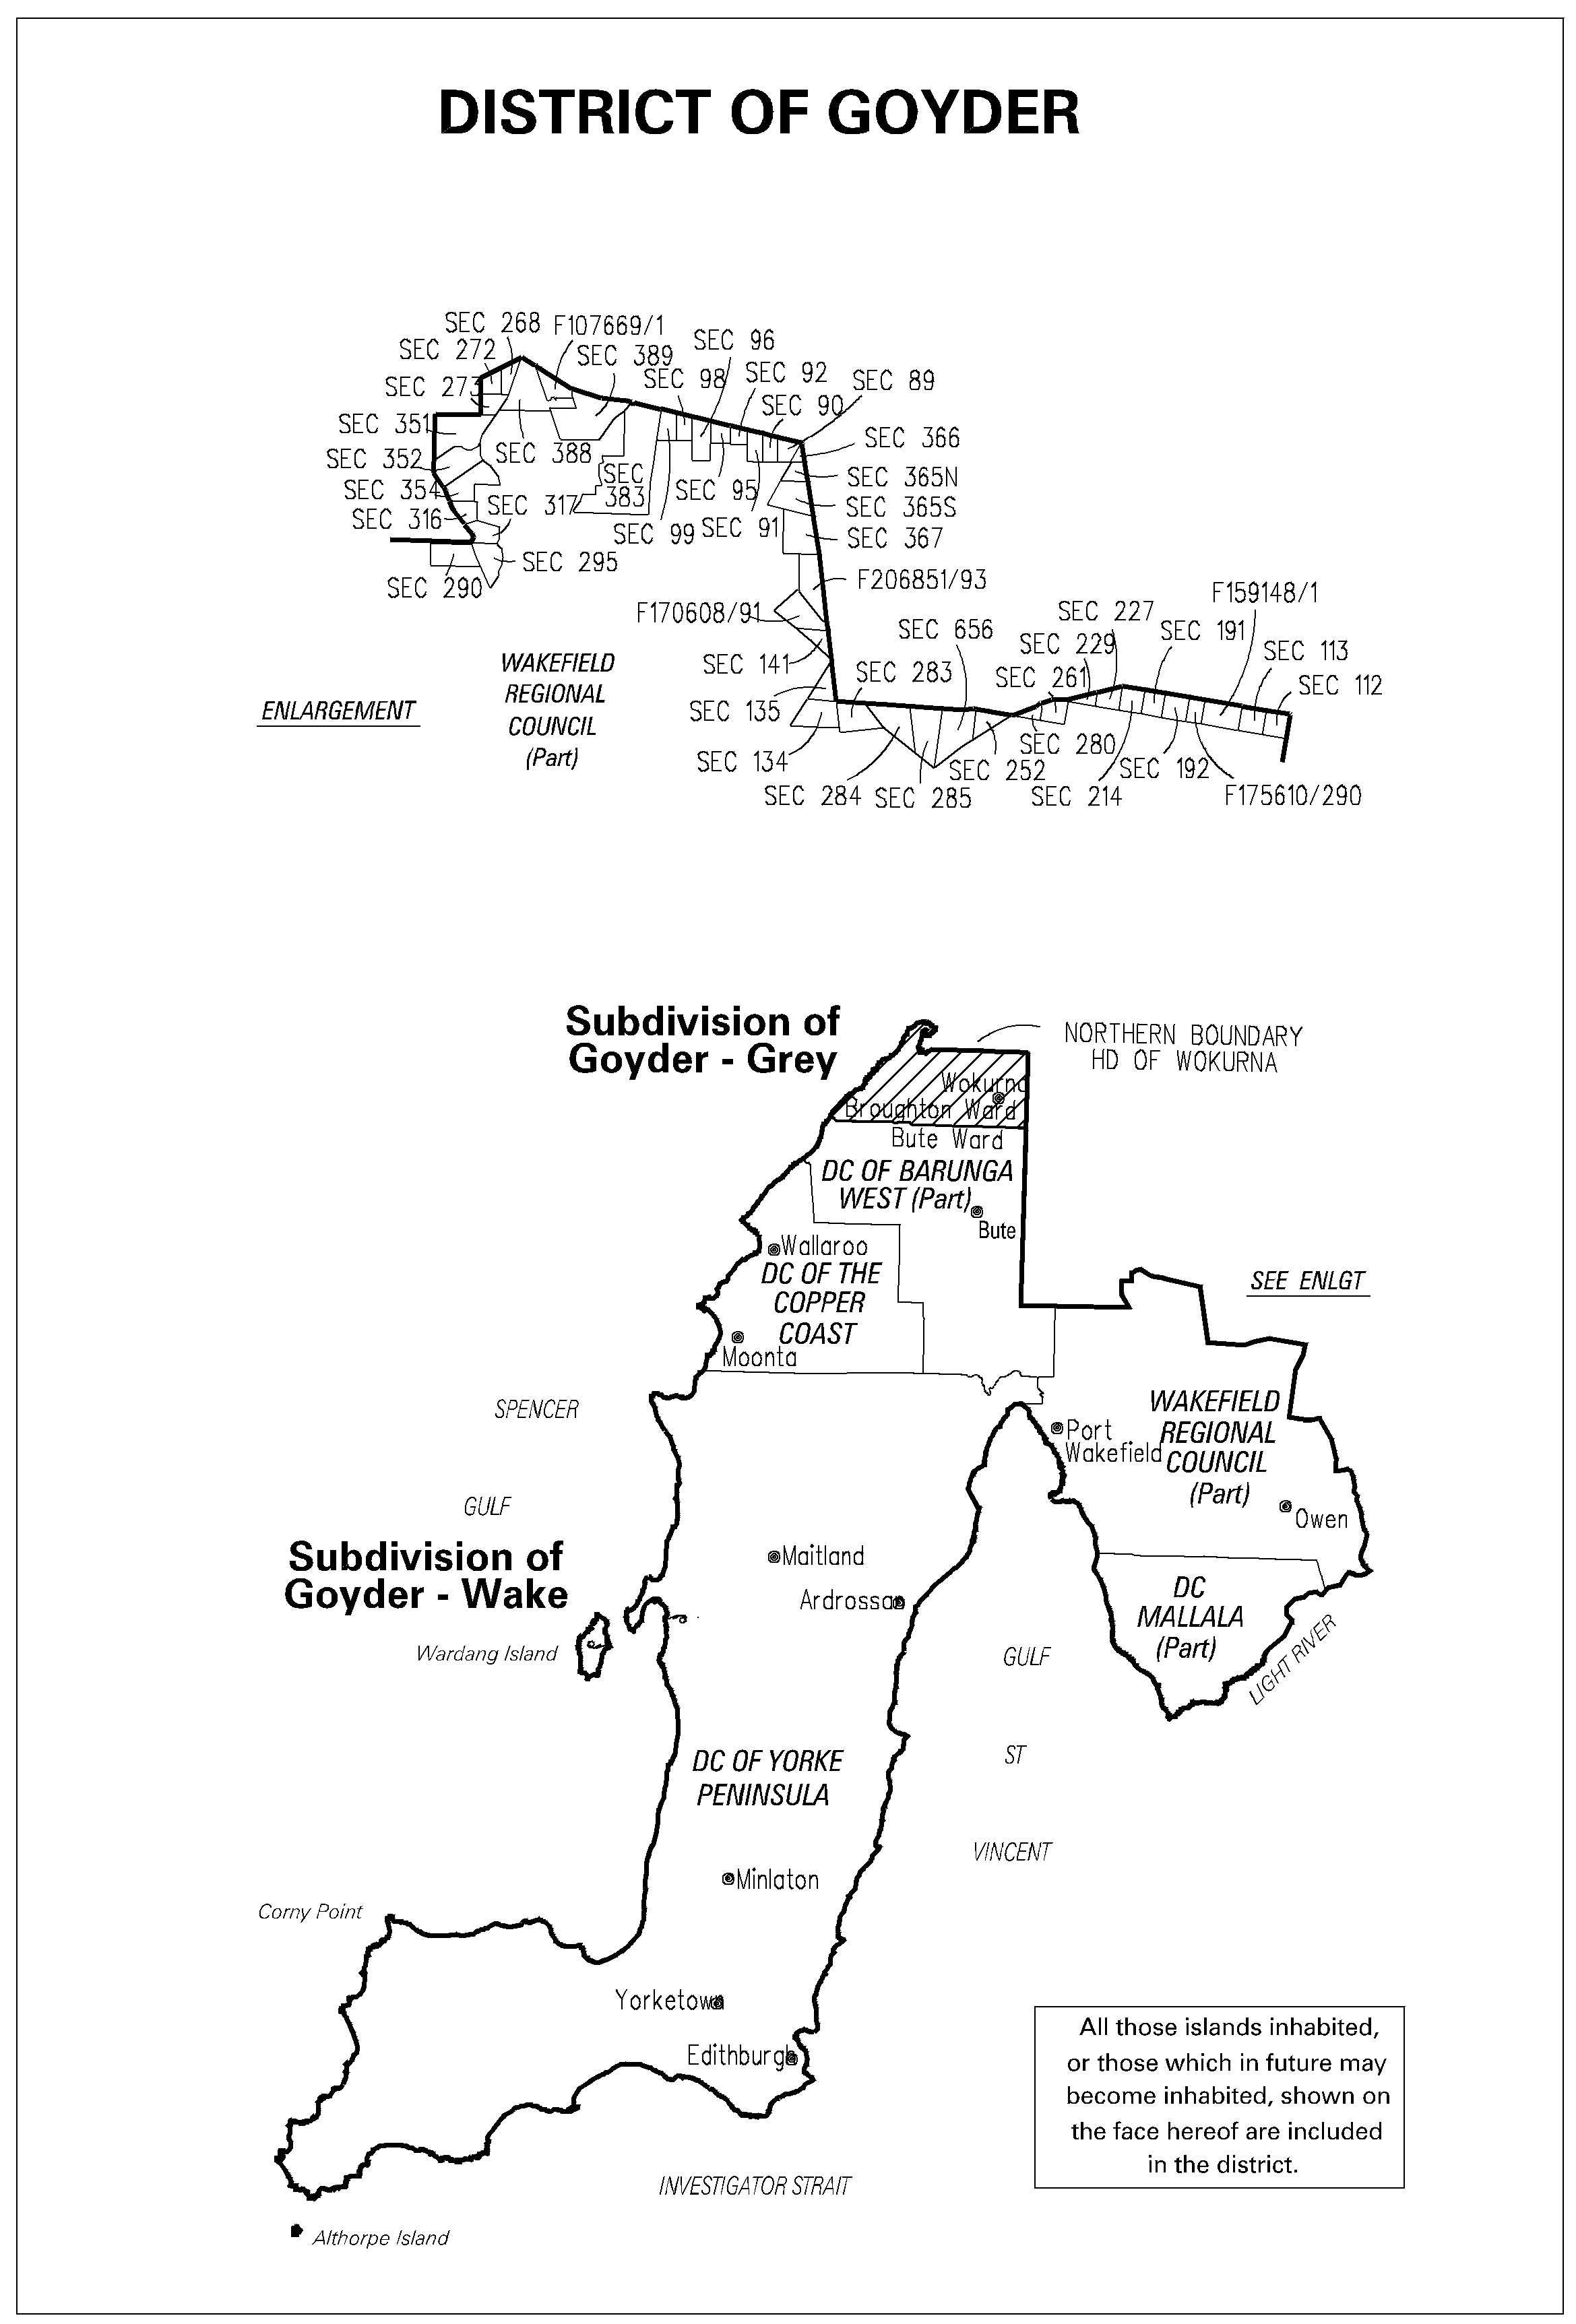 DISTRICT OF GOYDER
SEC 268
F107669/1
SEC 272
SEC 389
SEC 96
SEC 273
SEC 98
SEC 92
SEC 89
SEC 90
SEC 351
SEC 366
SEC 352
SEC 388
SEC
383
SEC 365N
SEC 354
SEC 317
SEC 95
SEC 365S
SEC 316
SEC 99
SEC 91
SEC 367
SEC 295
SEC 290
F206851/93
F170608/91
F159148/1
SEC 227
SEC 656
SEC 191
SEC 229
SEC 113
SEC 141
SEC 283
SEC 261
SEC 112
WAKEFIELD
REGIONAL
COUNCIL
(Part)
ENLARGEMENT
SEC 135
SEC 280
SEC 134
SEC 252
SEC 192
SEC 284
SEC 285
SEC 214
F175610/290
Subdivision of
Goyder - Grey
NORTHERN BOUNDARY
HD OF WOKURNA
Wokurna
Broughton Ward
Bute Ward
DC OF BARUNGA
WEST (Part)
Bute
Wallaroo
DC OF THE
COPPER
COAST
Moonta
SEE ENLGT
SPENCER
GULF
WAKEFIELD
REGIONAL
COUNCIL
(Part)
Port
Wakefield
Owen
Subdivision of
Goyder - Wake
Maitland
Ardrossan
Wardang Island
DC
MALLALA
(Part)
LIGHT RIVER
GULF
ST
VINCENT
DC OF YORKE
PENINSULA
Minlaton
Corny Point
Yorketown
Edithburgh
INVESTIGATOR STRAIT
Althorpe Island
All those islands inhabited,
or those which in future may
become inhabited, shown on
the face hereof are included
in the district.